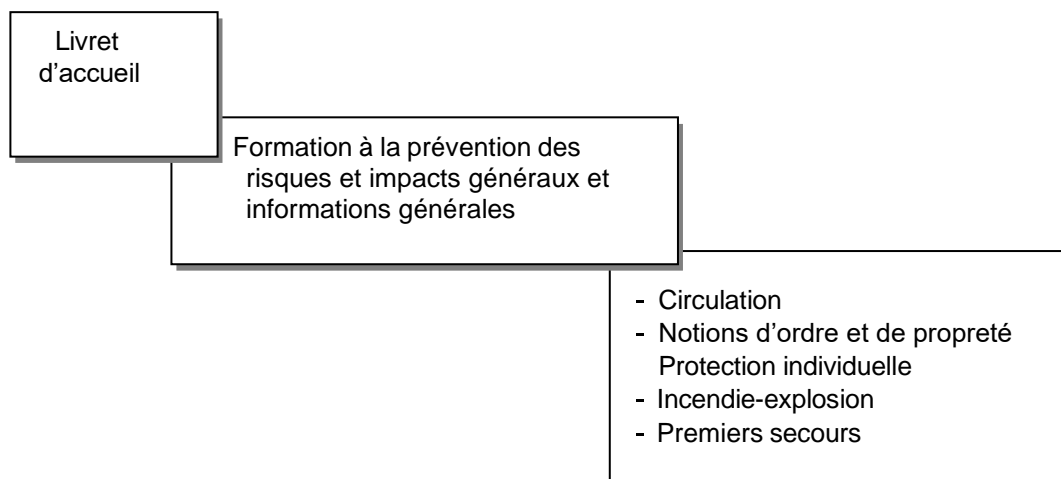 Livret
d’accueil
Formation à la prévention des
risques et impacts généraux et
informations générales
- Circulation
- Notions d’ordre et de propreté
Protection individuelle
- Incendie-explosion
- Premiers secours